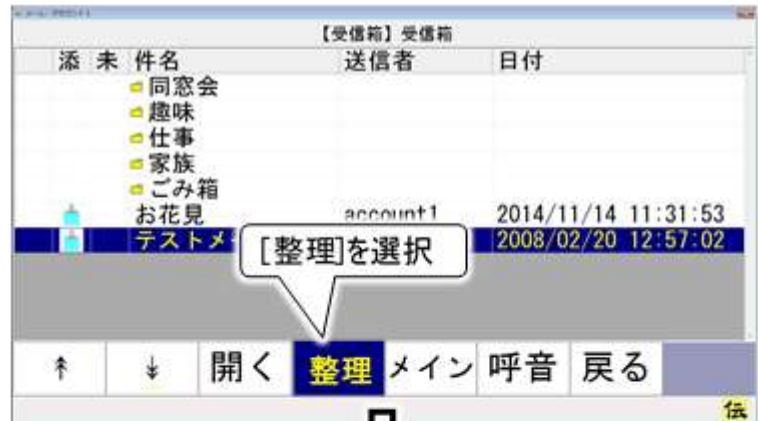 【受信箱】受信箱
添 未 件名 送信者 日付
同窓会
趣味
仕事
家族
ごみ箱
お花見 account1 2014/11/14 11:31:53
テストメ 2008/02/20 12:57:02
[整理]を選択
↟ ↡ 開く 整理 メイン 呼音 戻る
伝